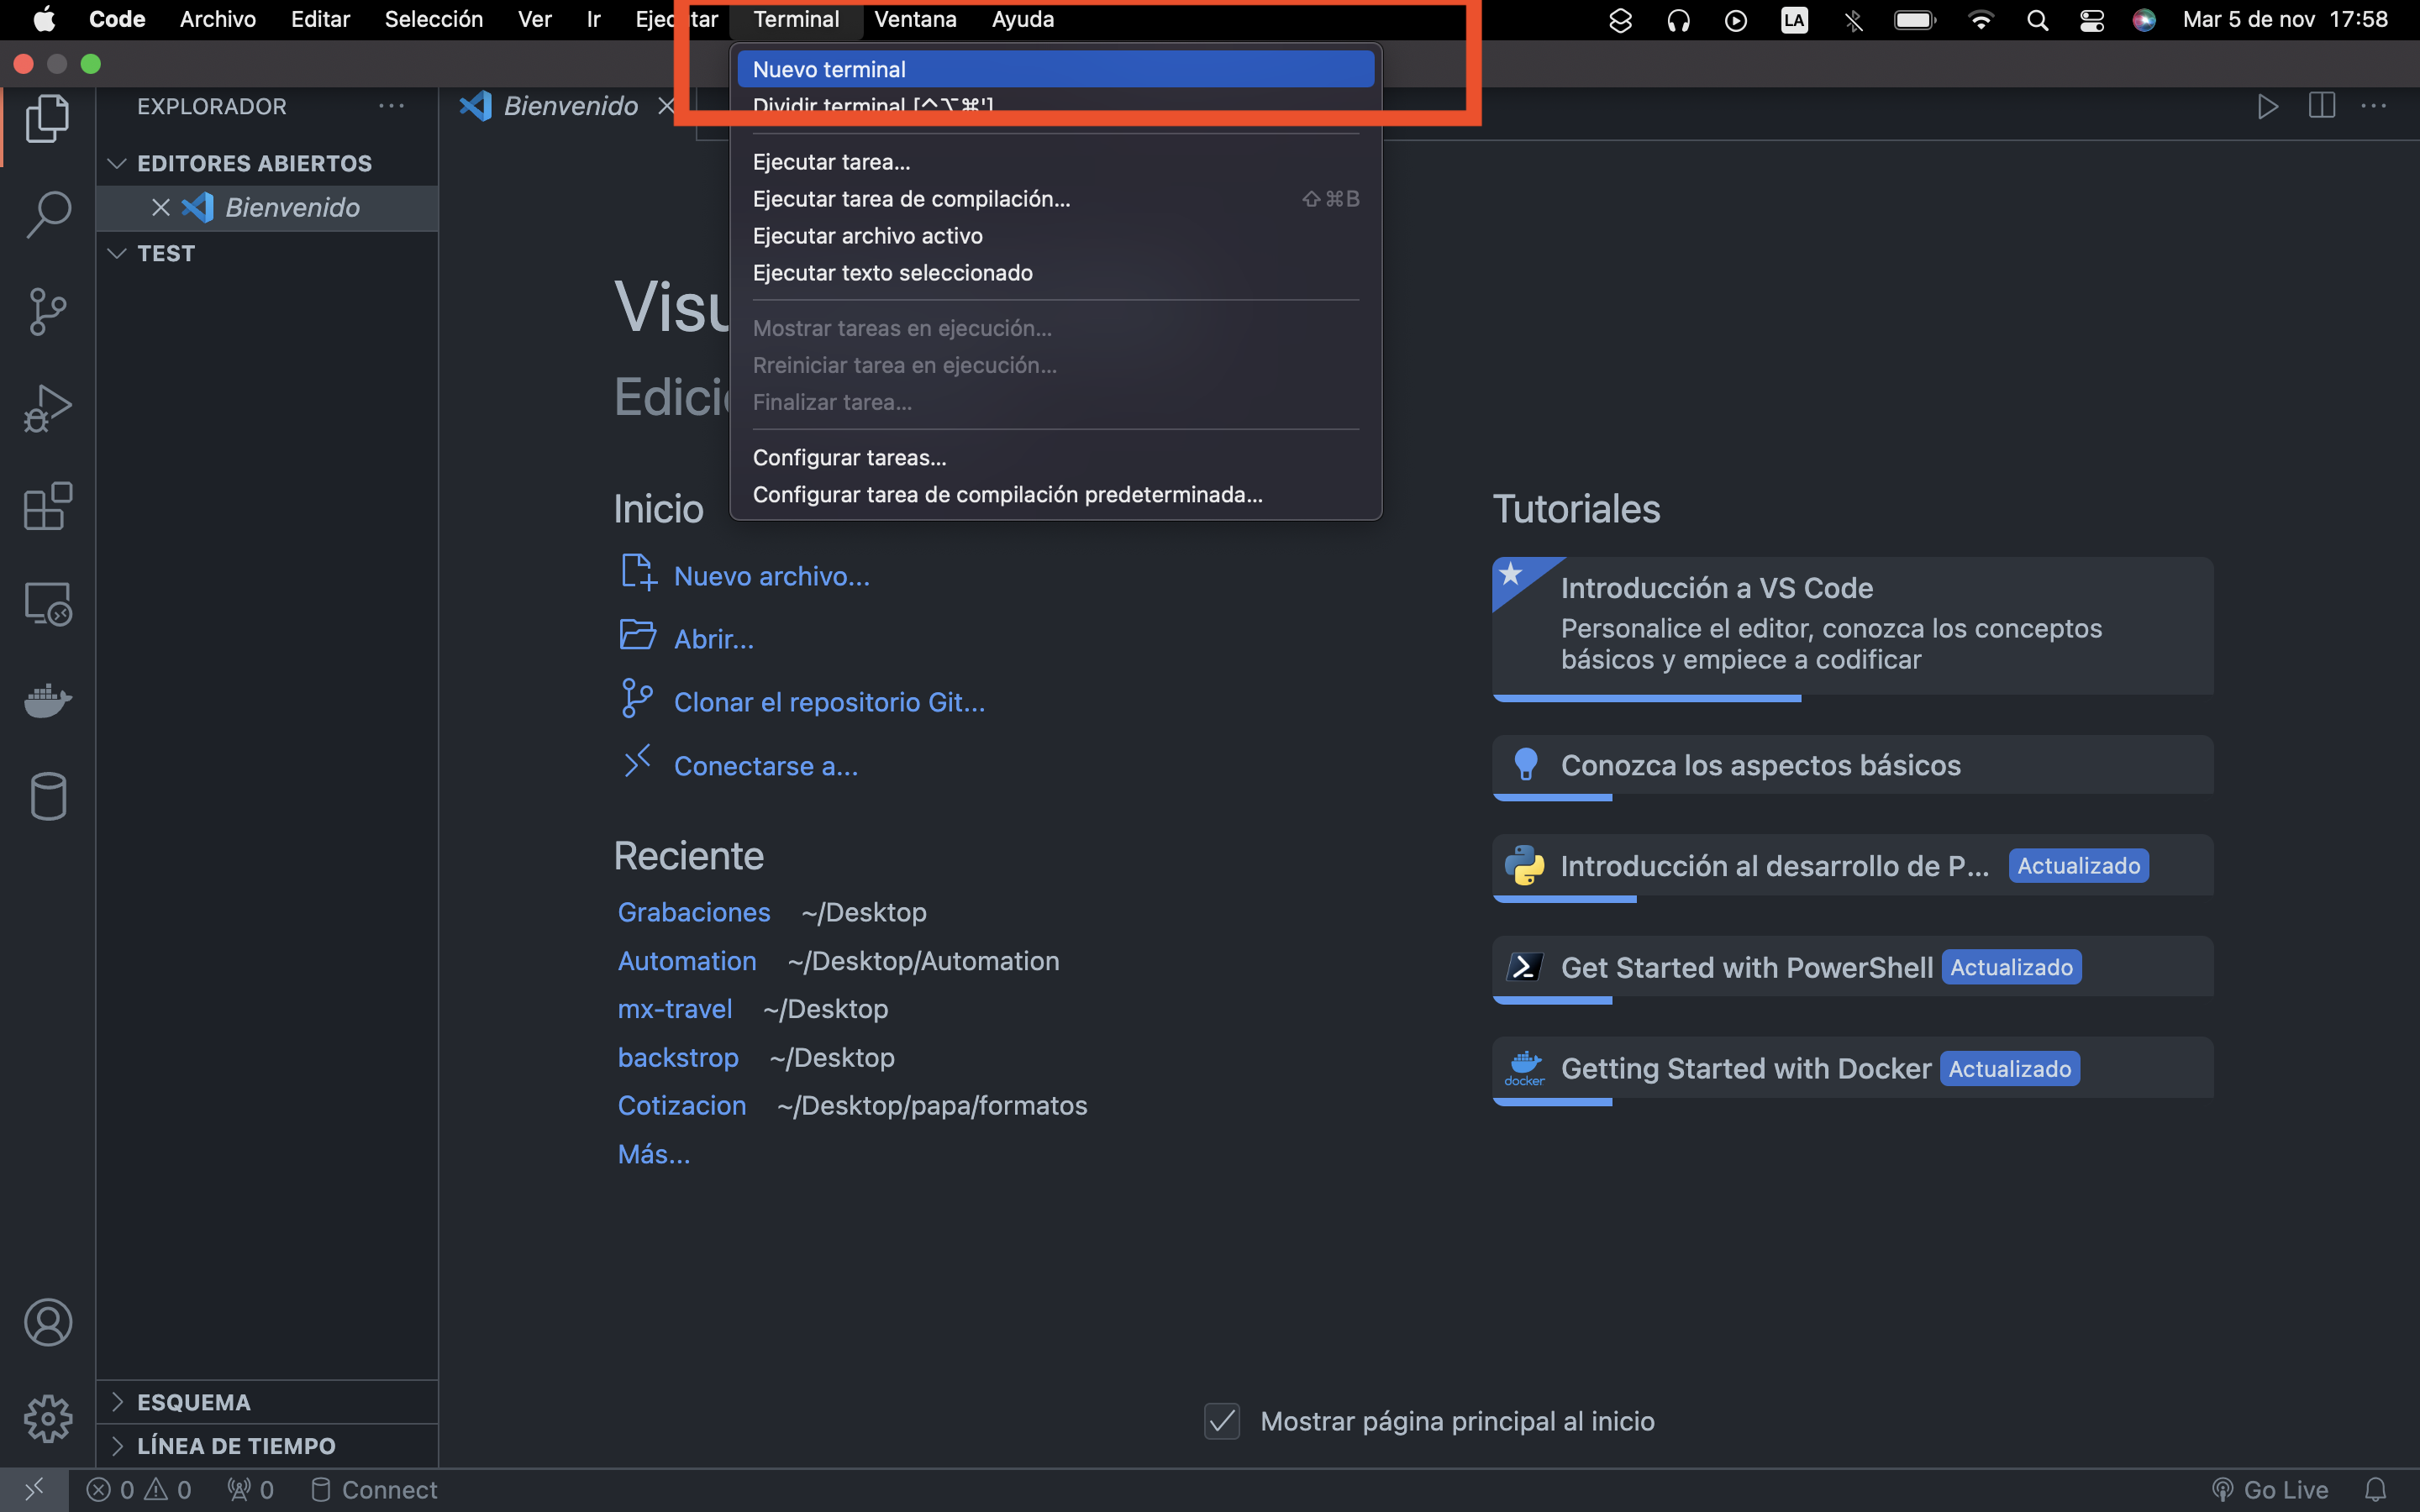 Code Archivo Editar Selección Ver Ir Ejecutar Terminal Ventana Ayuda LA Mar 5 de nov 17:58
Nuevo terminal
Dividir terminal [^⌥⌘']
Ejecutar tarea...
Ejecutar tarea de compilación... ⇧⌘B
Ejecutar archivo activo
Ejecutar texto seleccionado
Mostrar tareas en ejecución...
Rreiniciar tarea en ejecución...
Finalizar tarea...
Configurar tareas...
Configurar tarea de compilación predeterminada...
EXPLORADOR ...
EDITORES ABIERTOS
Bienvenido
TEST
ESQUEMA
LÍNEA DE TIEMPO
Bienvenido
Visu
Edici
Inicio
Nuevo archivo...
Abrir...
Clonar el repositorio Git...
Conectarse a...
Reciente
Grabaciones ~/Desktop
Automation ~/Desktop/Automation
mx-travel ~/Desktop
backstrop ~/Desktop
Cotizacion ~/Desktop/papa/formatos
Más...
Tutoriales
Introducción a VS Code
Personalice el editor, conozca los conceptos
básicos y empiece a codificar
Conozca los aspectos básicos
Introducción al desarrollo de P... Actualizado
Get Started with PowerShell Actualizado
docker
Getting Started with Docker Actualizado
Mostrar página principal al inicio
0 0 0 Connect Go Live